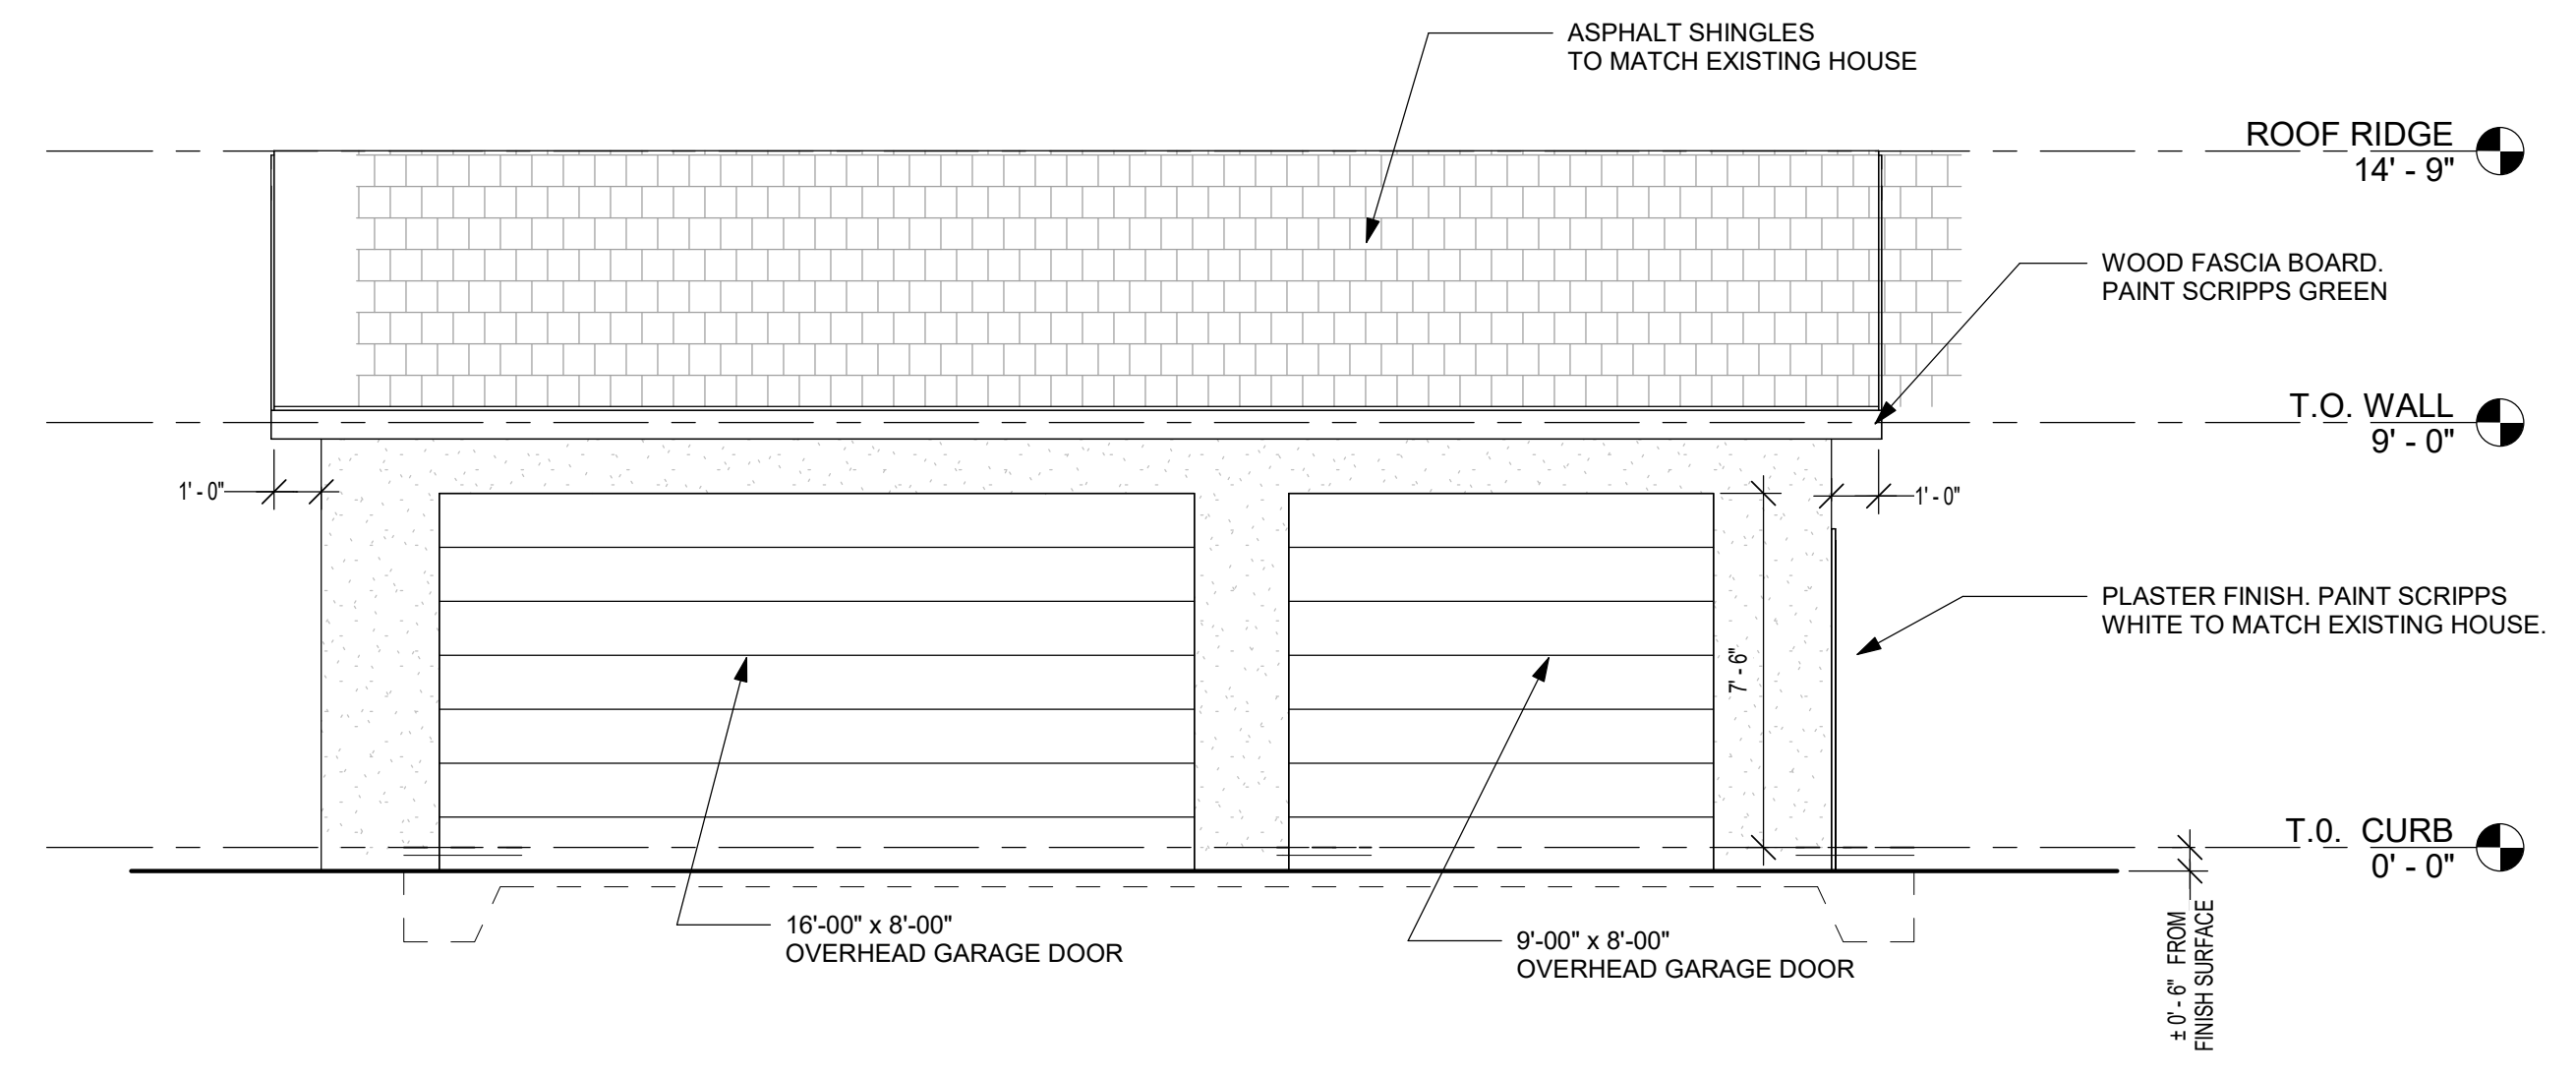 ASPHALT SHINGLES
TO MATCH EXISTING HOUSE
ROOF RIDGE
14' - 9"
WOOD FASCIA BOARD.
PAINT SCRIPPS GREEN
T.O. WALL
9' - 0"
1' - 0"
1' - 0"
PLASTER FINISH. PAINT SCRIPPS
WHITE TO MATCH EXISTING HOUSE.
7' - 6"
T.0. CURB
0' - 0"
16'-00" x 8'-00"
OVERHEAD GARAGE DOOR
9'-00" x 8'-00"
OVERHEAD GARAGE DOOR
± 0' - 6" FROM
FINISH SURFACE